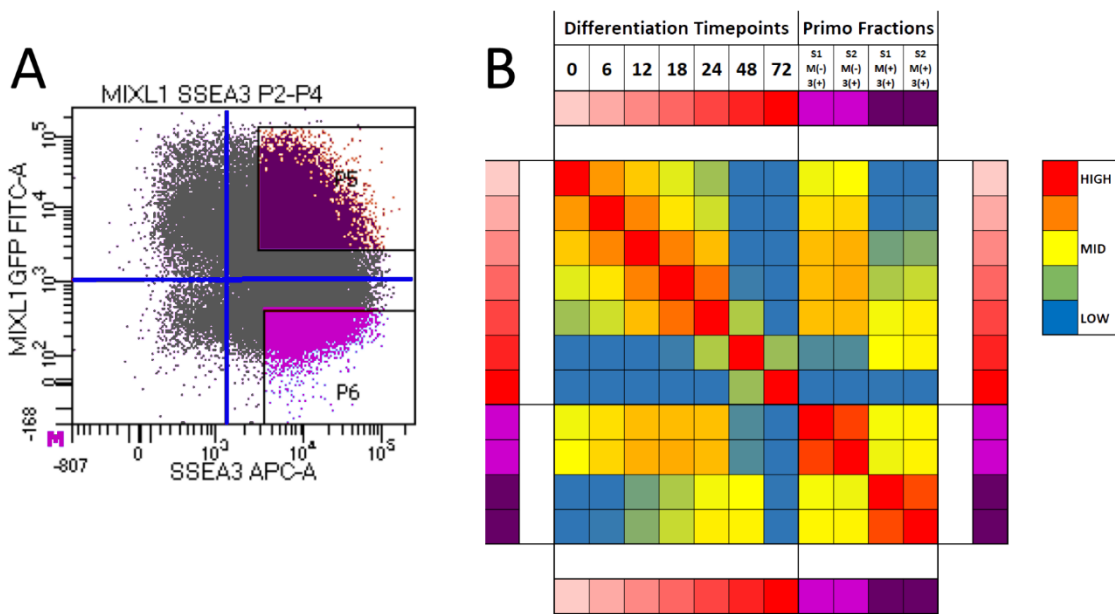 A
MIXL1 SSEA3 P2-P4
MIXL1GFP FITC-A
10^5
10^4
10^3
10^2
0
-168
P5
P6
M
-807
0
10^3
10^4
10^5
SSEA3 APC-A
B
Differentiation Timepoints
Primo Fractions
0 6 12 18 24 48 72
S1 M(-) 3(+)
S2 M(-) 3(+)
S1 M(+) 3(+)
S2 M(+) 3(+)
HIGH
MID
LOW